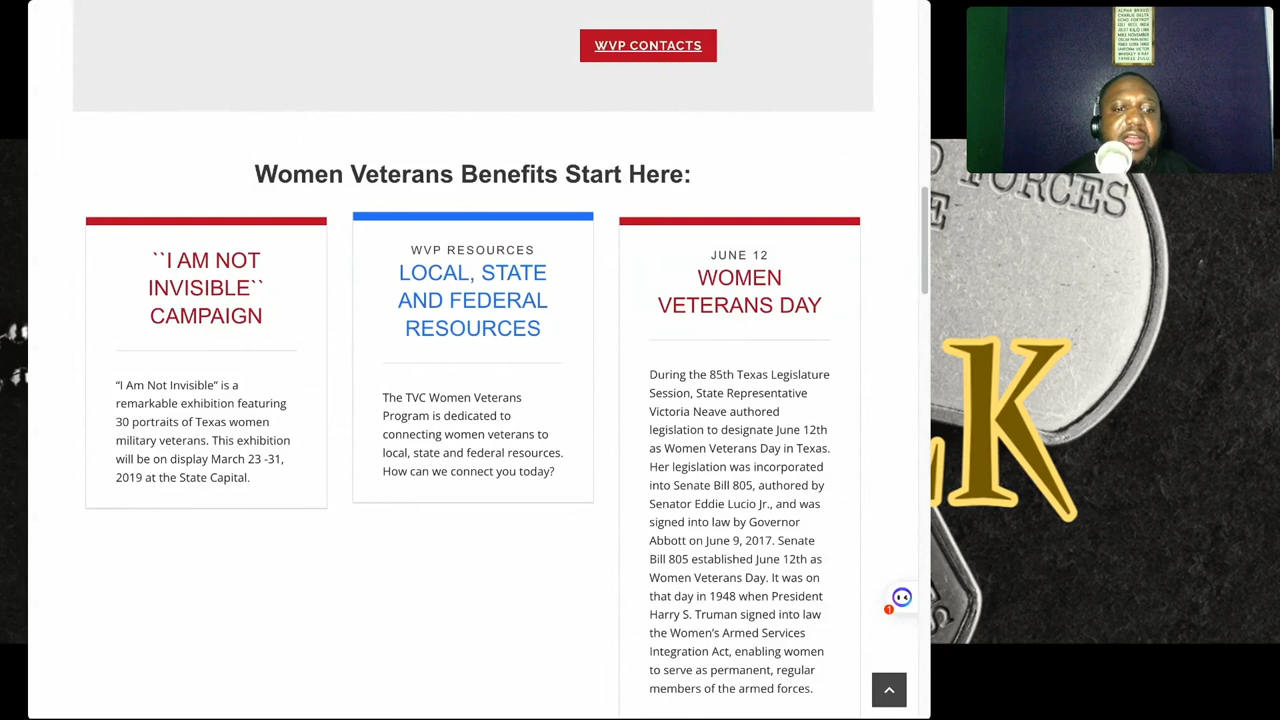 WVP CONTACTS
Women Veterans Benefits Start Here:
``I AM NOT
INVISIBLE``
CAMPAIGN
“I Am Not Invisible” is a
remarkable exhibition featuring
30 portraits of Texas women
military veterans. This exhibition
will be on display March 23 -31,
2019 at the State Capital.
WVP RESOURCES
LOCAL, STATE
AND FEDERAL
RESOURCES
The TVC Women Veterans
Program is dedicated to
connecting women veterans to
local, state and federal resources.
How can we connect you today?
JUNE 12
WOMEN
VETERANS DAY
During the 85th Texas Legislature
Session, State Representative
Victoria Neave authored
legislation to designate June 12th
as Women Veterans Day in Texas.
Her legislation was incorporated
into Senate Bill 805, authored by
Senator Eddie Lucio Jr., and was
signed into law by Governor
Abbott on June 9, 2017. Senate
Bill 805 established June 12th as
Women Veterans Day. It was on
that day in 1948 when President
Harry S. Truman signed into law
the Women’s Armed Services
Integration Act, enabling women
to serve as permanent, regular
members of the armed forces.
1
FORCES
K